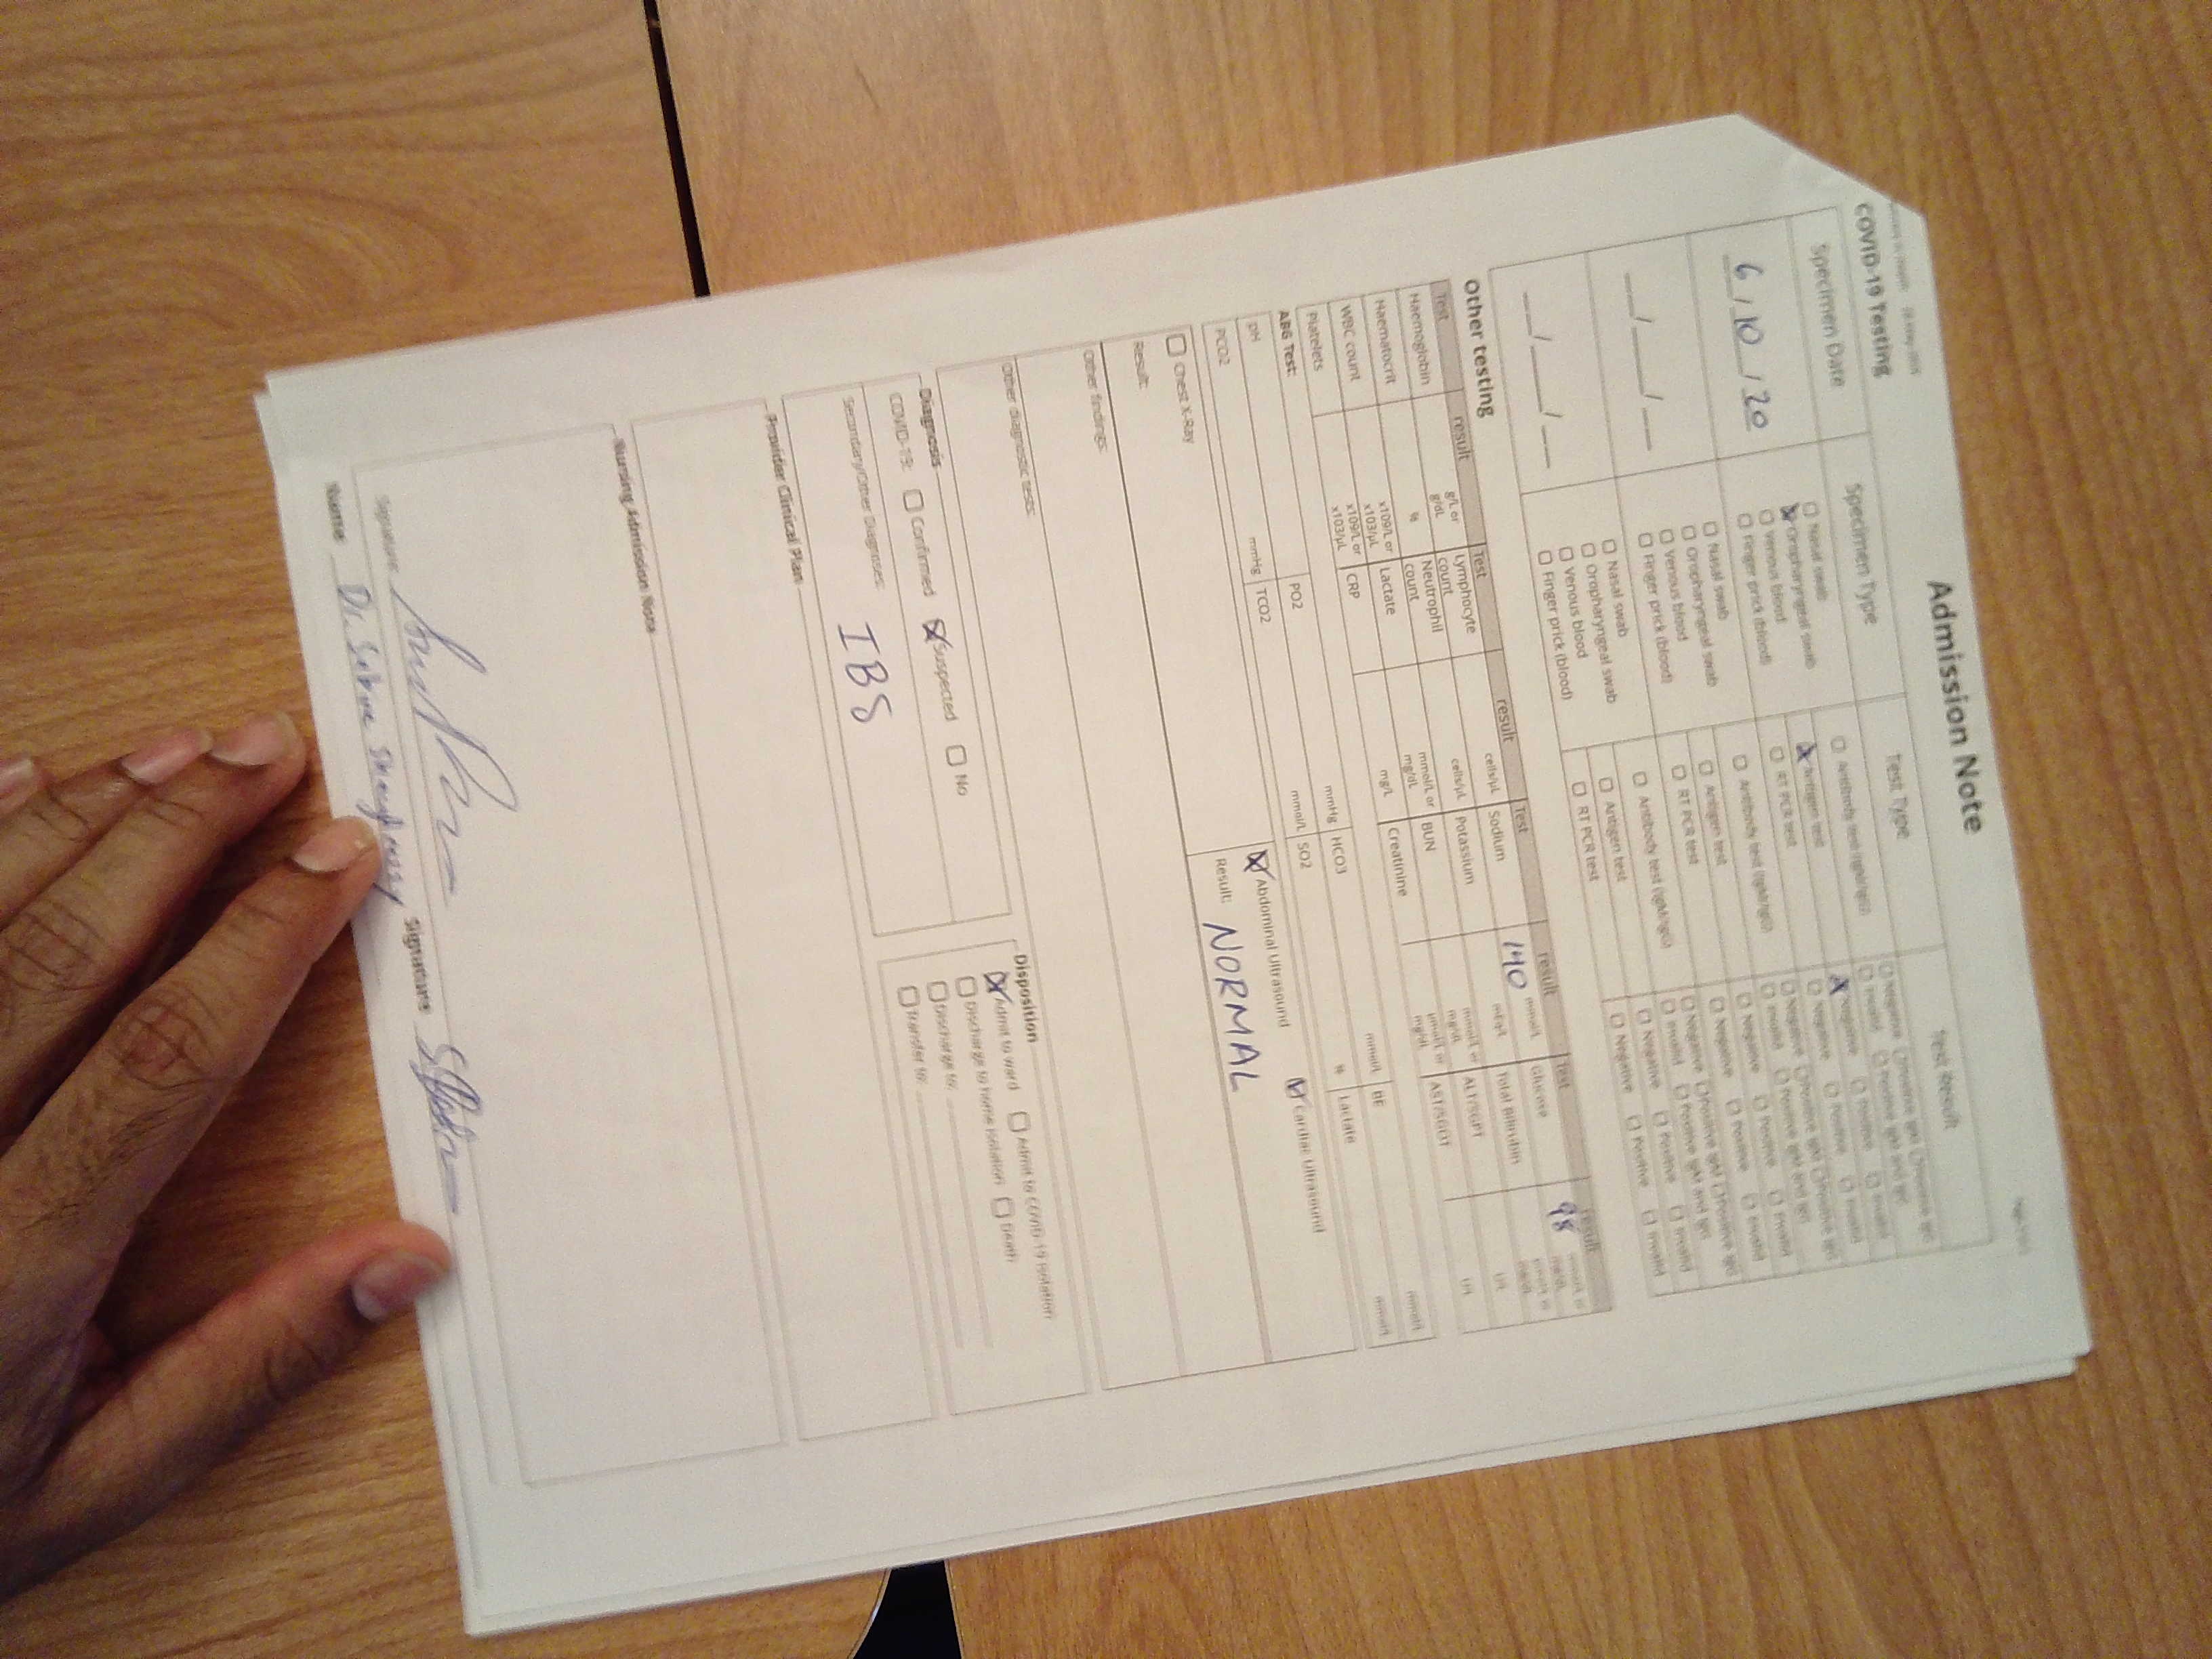 Admission Note
COVID-19 Testing
Specimen Date Specimen Type Test Type Test Result
6 / 10 / 20
☐ Nasal swab
☒ Oropharyngeal swab
☐ Venous blood
☐ Finger prick (blood)
☐ Antibody test (IgM/IgG)
☒ Antigen test
☐ RT PCR test
☐ Negative ☐ Positive IgM ☐ Positive IgG
☐ Invalid ☐ Positive IgM and IgG
☒ Negative ☐ Positive ☐ Invalid
☐ Negative ☐ Positive ☐ Invalid
__/__/__
☐ Nasal swab
☐ Oropharyngeal swab
☐ Venous blood
☐ Finger prick (blood)
☐ Antibody test (IgM/IgG)
☐ Antigen test
☐ RT PCR test
☐ Negative ☐ Positive IgM ☐ Positive IgG
☐ Invalid ☐ Positive IgM and IgG
☐ Negative ☐ Positive ☐ Invalid
☐ Negative ☐ Positive ☐ Invalid
__/__/__
☐ Nasal swab
☐ Oropharyngeal swab
☐ Venous blood
☐ Finger prick (blood)
☐ Antibody test (IgM/IgG)
☐ Antigen test
☐ RT PCR test
☐ Negative ☐ Positive IgM ☐ Positive IgG
☐ Invalid ☐ Positive IgM and IgG
☐ Negative ☐ Positive ☐ Invalid
☐ Negative ☐ Positive ☐ Invalid
Other testing
Test result Test result Test result Test result
Haemoglobin g/L or g/dL Lymphocyte count cells/µL Sodium 140 mmol/L mEq/L Glucose 98
Haematocrit % Neutrophil count cells/µL Potassium Total Bilirubin
WBC count x109/L or x103/µL Lactate mmol/L or mg/dL BUN mmol/L or mg/dL ALT/SGPT U/L
Platelets x109/L or x103/µL CRP mg/L Creatinine µmol/L or mg/dL AST/SGOT U/L
ABG Test:
pH PO2 mmHg HCO3 mmol/L BE mmol/L
PCO2 mmHg TCO2 mmol/L SO2 % Lactate mmol/L
☐ Chest X-Ray ☒ Abdominal Ultrasound ☒ Cardiac Ultrasound
Result: Result: NORMAL
Other findings:
Other diagnostic tests:
Diagnosis
COVID-19: ☐ Confirmed ☒ Suspected ☐ No
Secondary/Other Diagnoses:
IBS
Disposition
☒ Admit to ward ☐ Admit to COVID-19 isolation
☐ Discharge to home isolation ☐ Death
☐ Discharge to:
☐ Transfer to:
Provider Clinical Plan
Nursing Admission Note
Signature
Name Dr. Signature